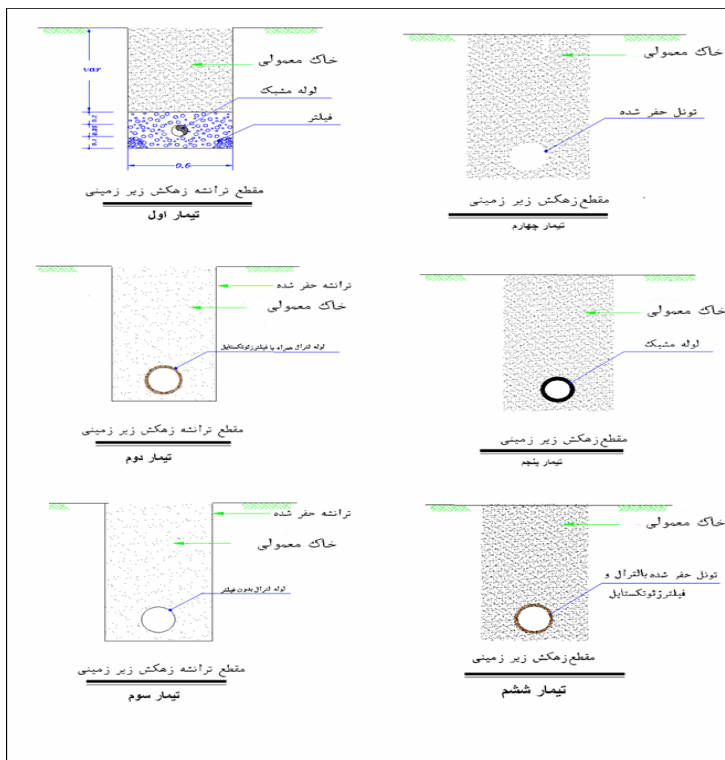 خاک معمولی
لوله مشبک
فیلتر
var
0.6
مقطع ترانشه زهکش زیر زمینی
تیمار اول
خاک معمولی
تونل حفر شده
مقطع زهکش زیر زمینی
تیمار چهارم
ترانشه حفر شده
خاک معمولی
لوله لترال همراه با فیلترژئوتکستایل
مقطع ترانشه زهکش زیر زمینی
تیمار دوم
خاک معمولی
لوله مشبک
مقطع زهکش زیر زمینی
تیمار پنجم
ترانشه حفر شده
خاک معمولی
لوله لترال بدون فیلتر
مقطع ترانشه زهکش زیر زمینی
تیمار سوم
خاک معمولی
تونل حفر شده بالترال و
فیلترژئوتکستایل
مقطع زهکش زیر زمینی
تیمار ششم